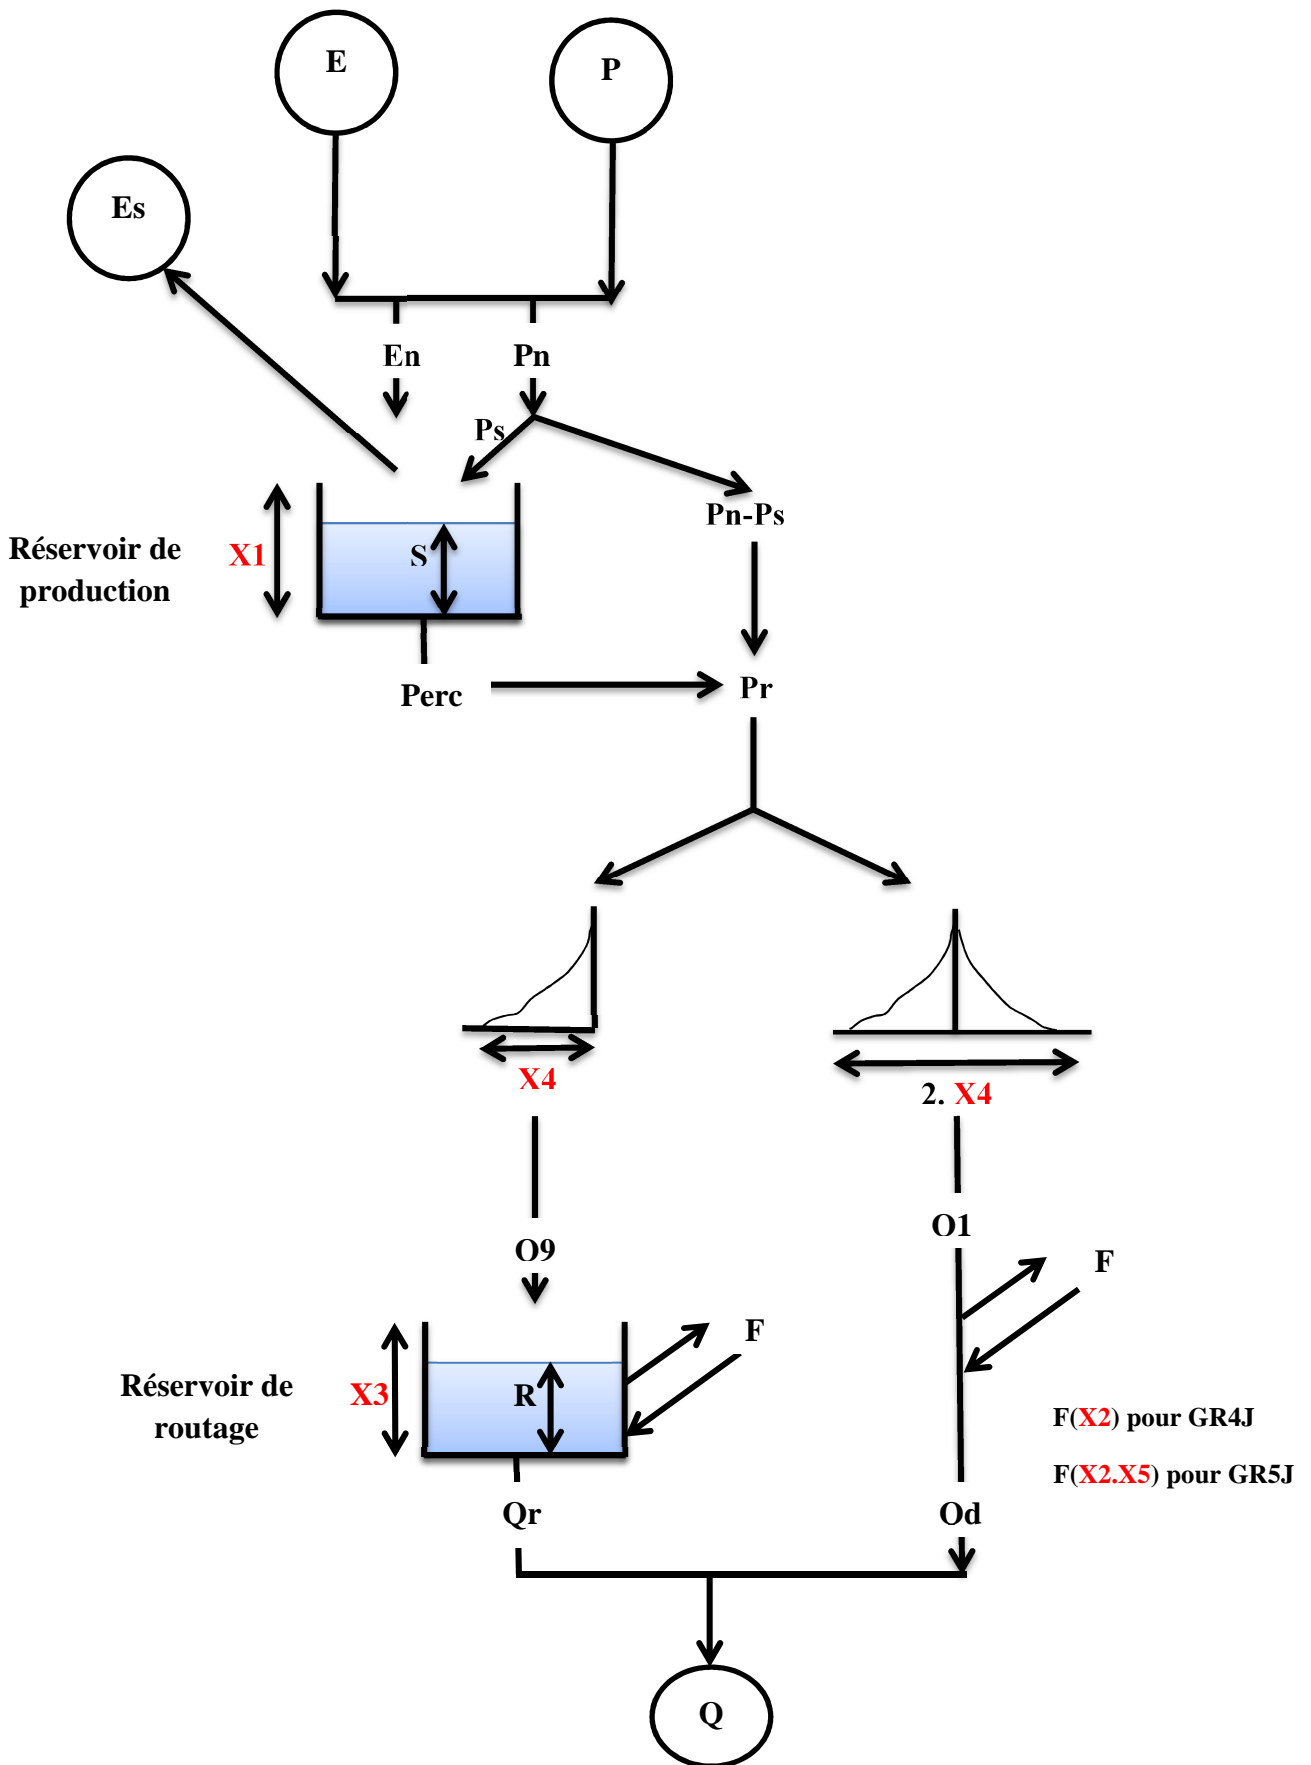 E
P
Es
En
Pn
Ps
Pn-Ps
Réservoir de
production
X1
S
Perc
Pr
X4
2. X4
O1
O9
F
F
Réservoir de
routage
X3
R
F(X2) pour GR4J
F(X2.X5) pour GR5J
Qr
Od
Q